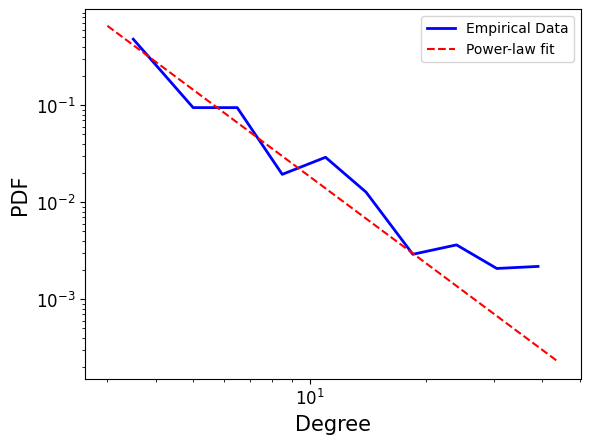 Empirical Data
Power-law fit
PDF
10⁻¹
10⁻²
10⁻³
10¹
Degree